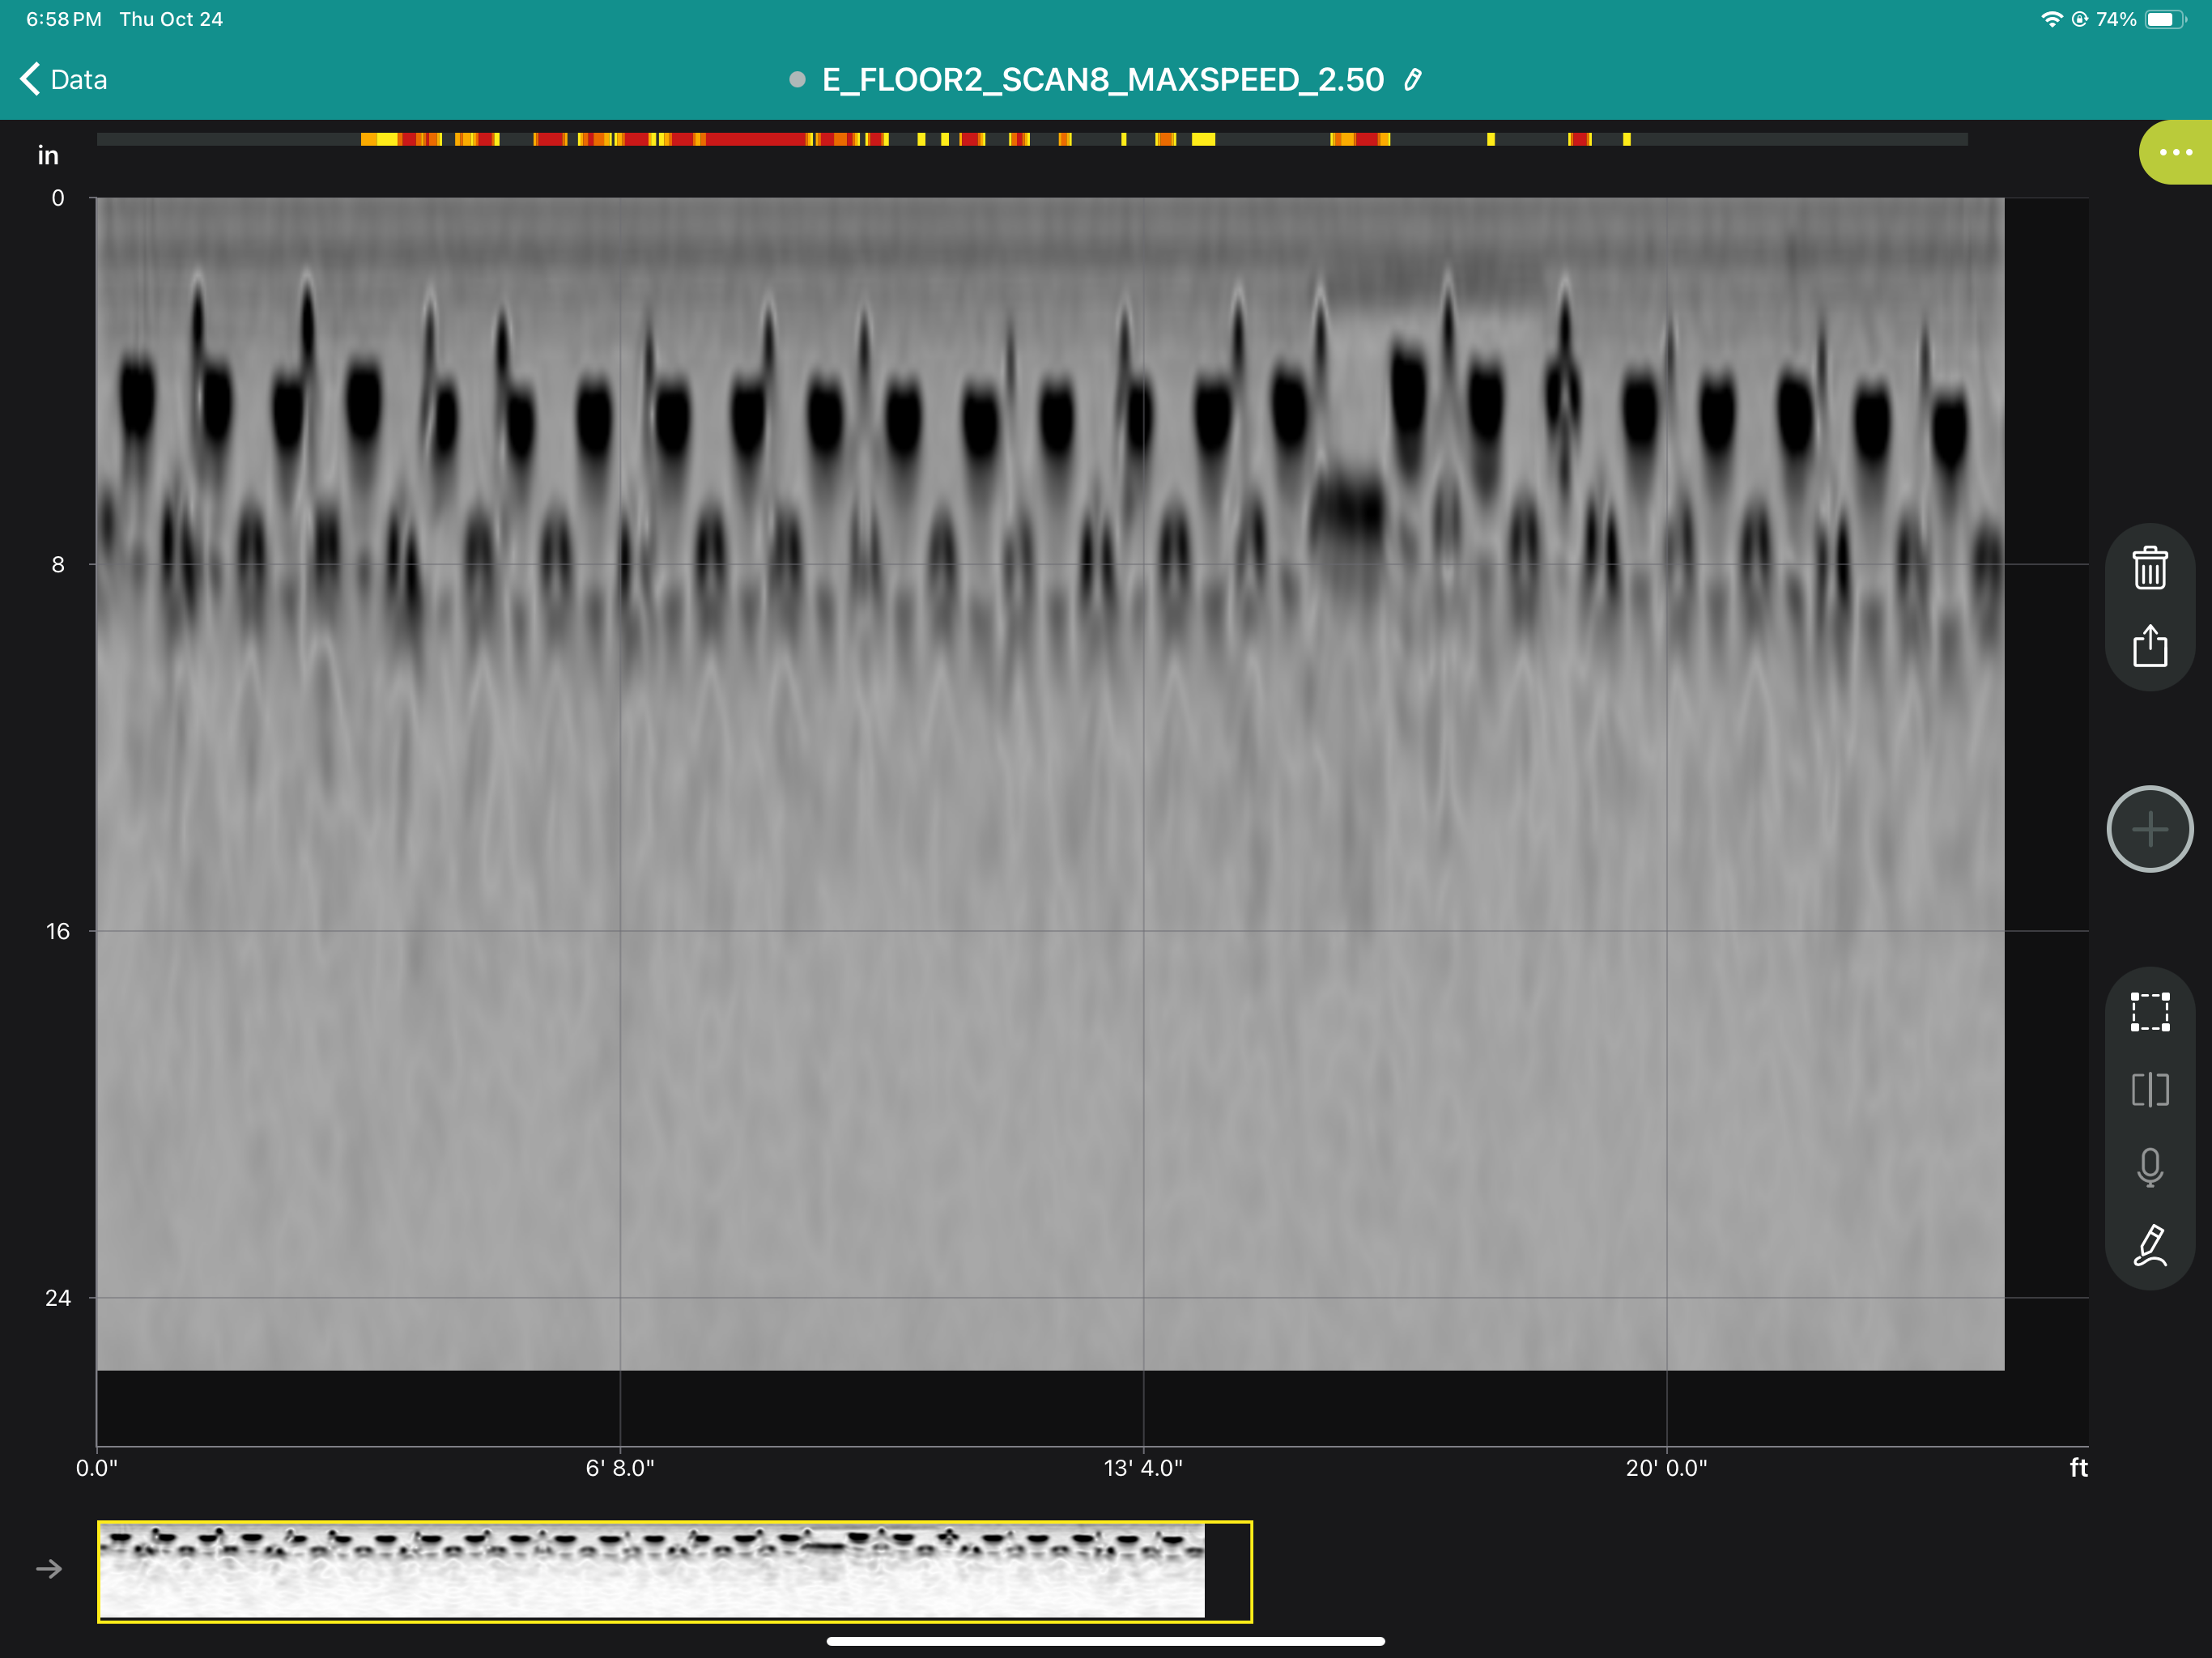 6:58 PM Thu Oct 24
74%
Data
E_FLOOR2_SCAN8_MAXSPEED_2.50
in
0
8
16
24
0.0" 6' 8.0" 13' 4.0" 20' 0.0" ft